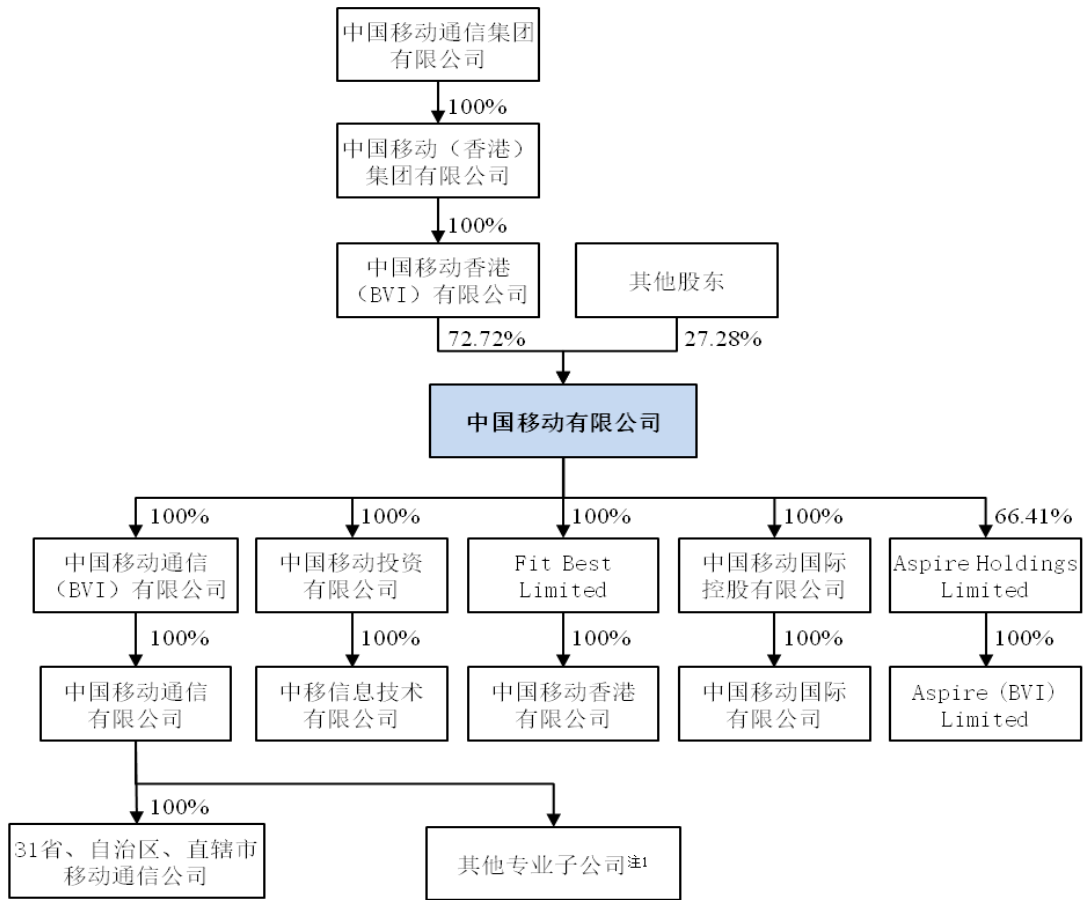 中国移动通信集团
有限公司
100%
中国移动（香港）
集团有限公司
100%
中国移动香港
（BVI）有限公司
其他股东
72.72%
27.28%
中国移动有限公司
100%
100%
100%
100%
66.41%
中国移动通信
（BVI）有限公司
中国移动投资
有限公司
Fit Best
Limited
中国移动国际
控股有限公司
Aspire Holdings
Limited
100%
100%
100%
100%
100%
中国移动通信
有限公司
中移信息技术
有限公司
中国移动香港
有限公司
中国移动国际
有限公司
Aspire (BVI)
Limited
100%
31省、自治区、直辖市
移动通信公司
其他专业子公司注1